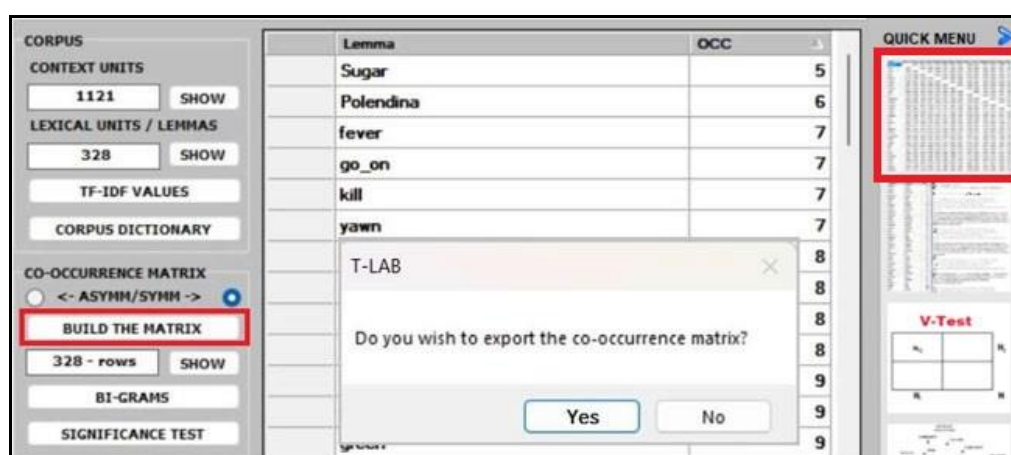 CORPUS
CONTEXT UNITS
1121 SHOW
LEXICAL UNITS / LEMMAS
328 SHOW
TF-IDF VALUES
CORPUS DICTIONARY
CO-OCCURRENCE MATRIX
<- ASYMM/SYMM ->
BUILD THE MATRIX
328 - rows SHOW
BI-GRAMS
SIGNIFICANCE TEST
Lemma OCC
Sugar 5
Polendina 6
fever 7
go_on 7
kill 7
yawn 7
8
8
8
8
9
9
9
T-LAB
Do you wish to export the co-occurrence matrix?
Yes No
QUICK MENU
V-Test